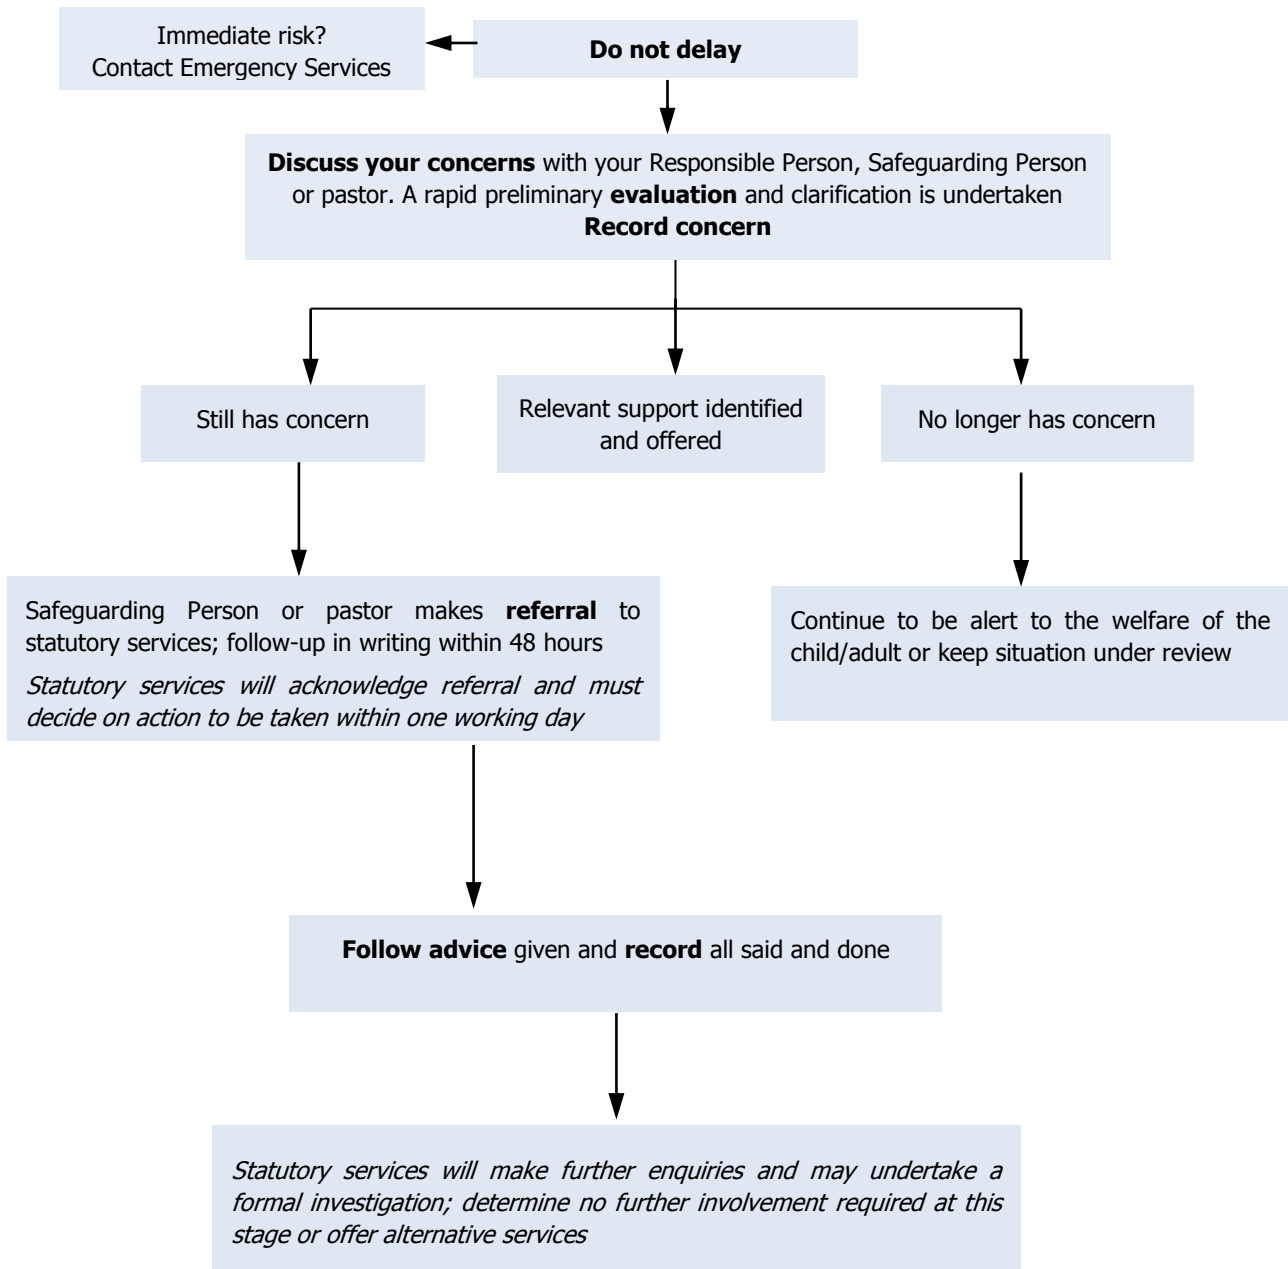 Immediate risk?
Contact Emergency Services
Do not delay
Discuss your concerns with your Responsible Person, Safeguarding Person
or pastor. A rapid preliminary evaluation and clarification is undertaken
Record concern
Still has concern
Relevant support identified
and offered
No longer has concern
Safeguarding Person or pastor makes referral to
statutory services; follow-up in writing within 48 hours
Statutory services will acknowledge referral and must
decide on action to be taken within one working day
Continue to be alert to the welfare of the
child/adult or keep situation under review
Follow advice given and record all said and done
Statutory services will make further enquiries and may undertake a
formal investigation; determine no further involvement required at this
stage or offer alternative services